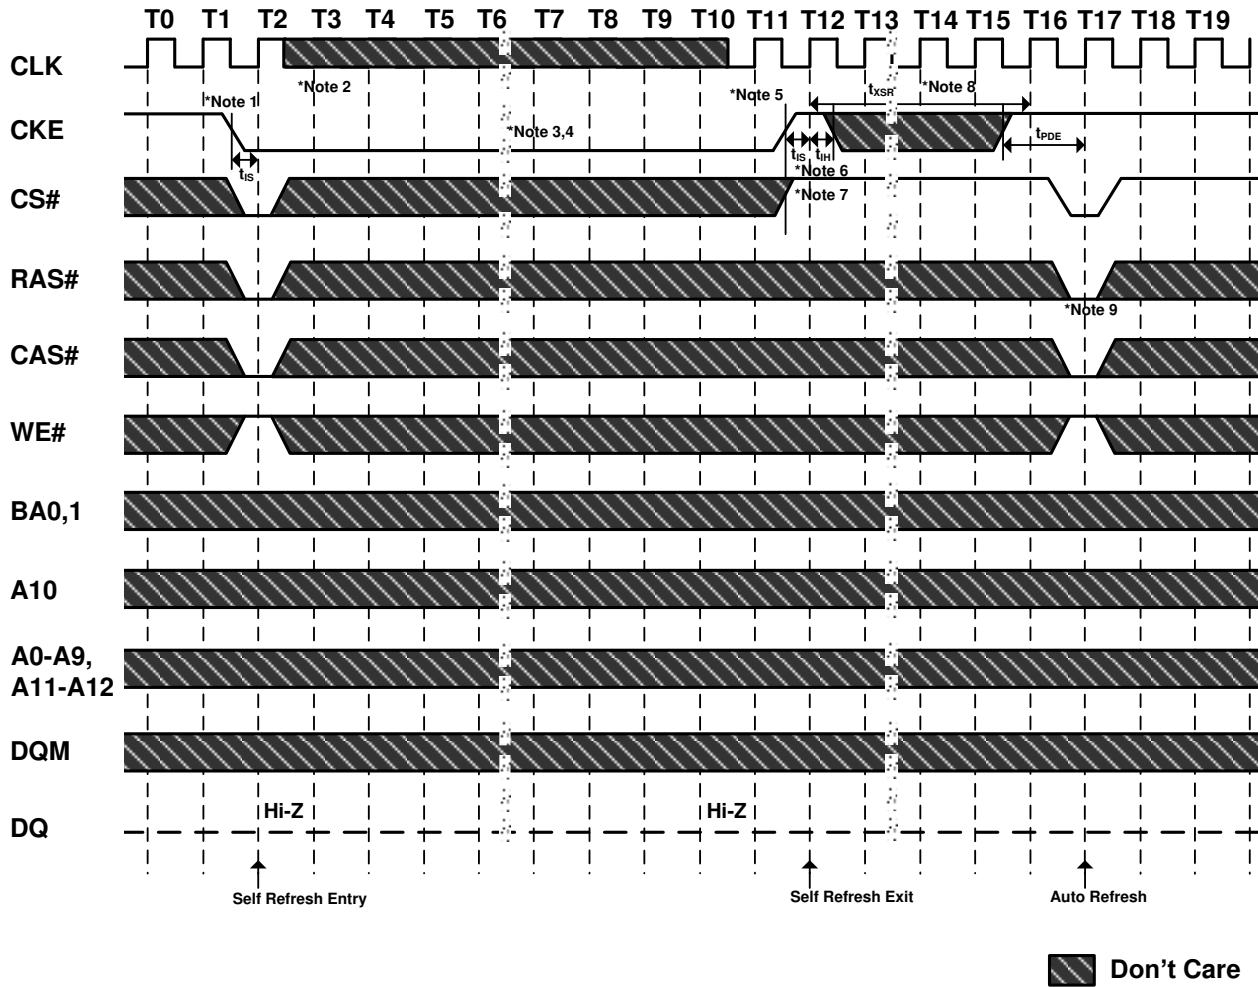 T0 T1 T2 T3 T4 T5 T6 T7 T8 T9 T10 T11 T12 T13 T14 T15 T16 T17 T18 T19
CLK
*Note 2
*Note 5
tXSR
*Note 8
*Note 1
CKE
*Note 3,4
tIS
tIS
tIH
tPDE
*Note 6
CS#
*Note 7
RAS#
*Note 9
CAS#
WE#
BA0,1
A10
A0-A9,
A11-A12
DQM
Hi-Z
Hi-Z
DQ
Self Refresh Entry
Self Refresh Exit
Auto Refresh
Don't Care